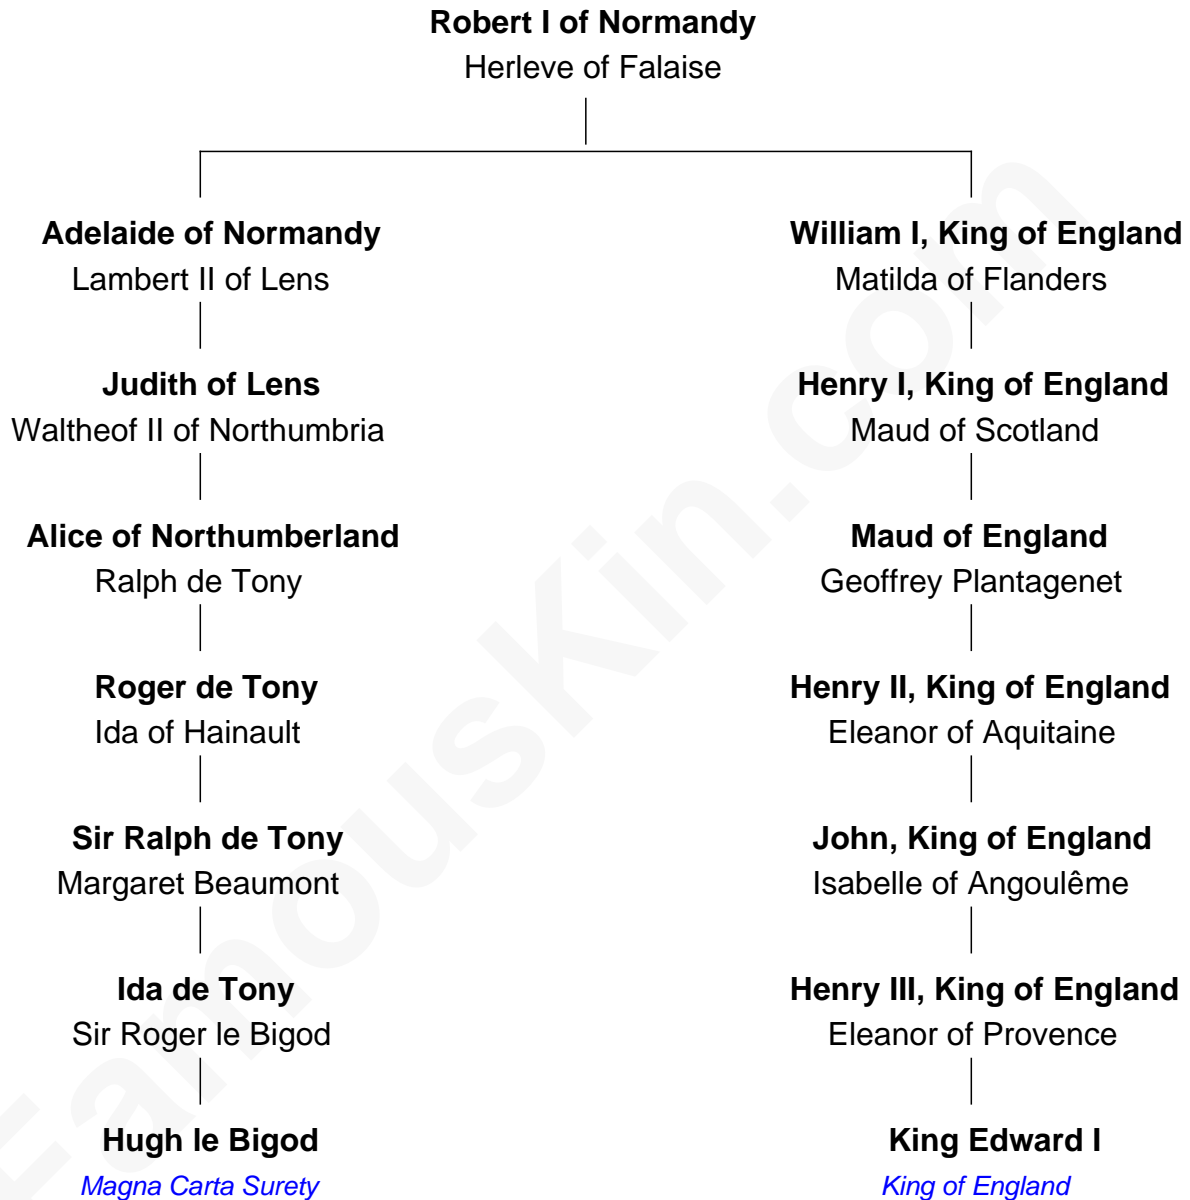 Robert I of Normandy
Herleve of Falaise
Adelaide of Normandy
Lambert II of Lens
William I, King of England
Matilda of Flanders
Judith of Lens
Waltheof II of Northumbria
Henry I, King of England
Maud of Scotland
Alice of Northumberland
Ralph de Tony
Maud of England
Geoffrey Plantagenet
Roger de Tony
Ida of Hainault
Henry II, King of England
Eleanor of Aquitaine
Sir Ralph de Tony
Margaret Beaumont
John, King of England
Isabelle of Angoulême
Ida de Tony
Sir Roger le Bigod
Henry III, King of England
Eleanor of Provence
Hugh le Bigod
Magna Carta Surety
King Edward I
King of England
FamousKin.com